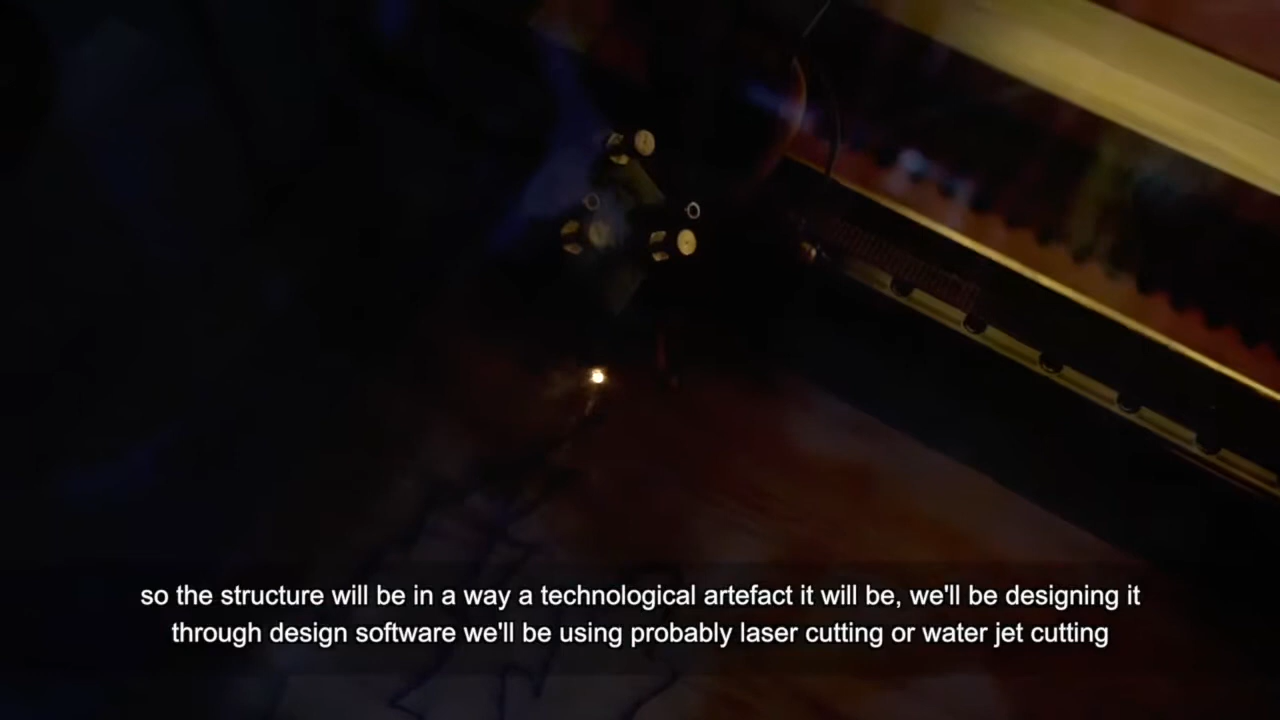 so the structure will be in a way a technological artefact it will be, we'll be designing it
through design software we'll be using probably laser cutting or water jet cutting